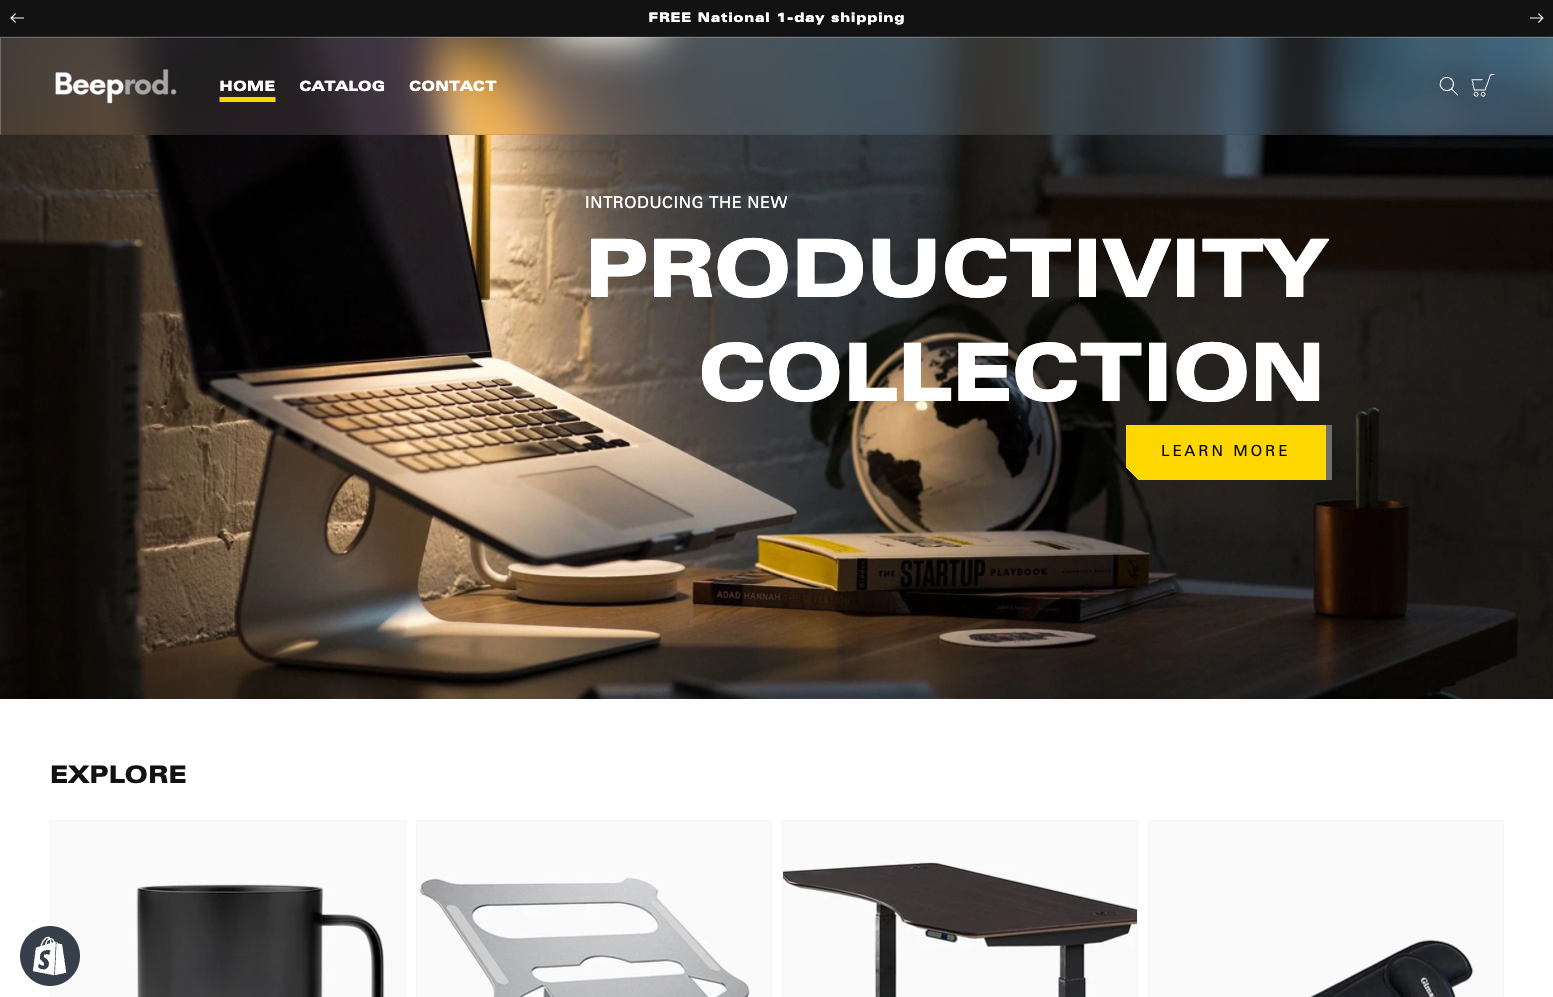 FREE National 1-day shipping
Beeprod.
HOME CATALOG CONTACT
INTRODUCING THE NEW
PRODUCTIVITY
COLLECTION
LEARN MORE
THE STARTUP PLAYBOOK
ADAD HANNAH
EXPLORE